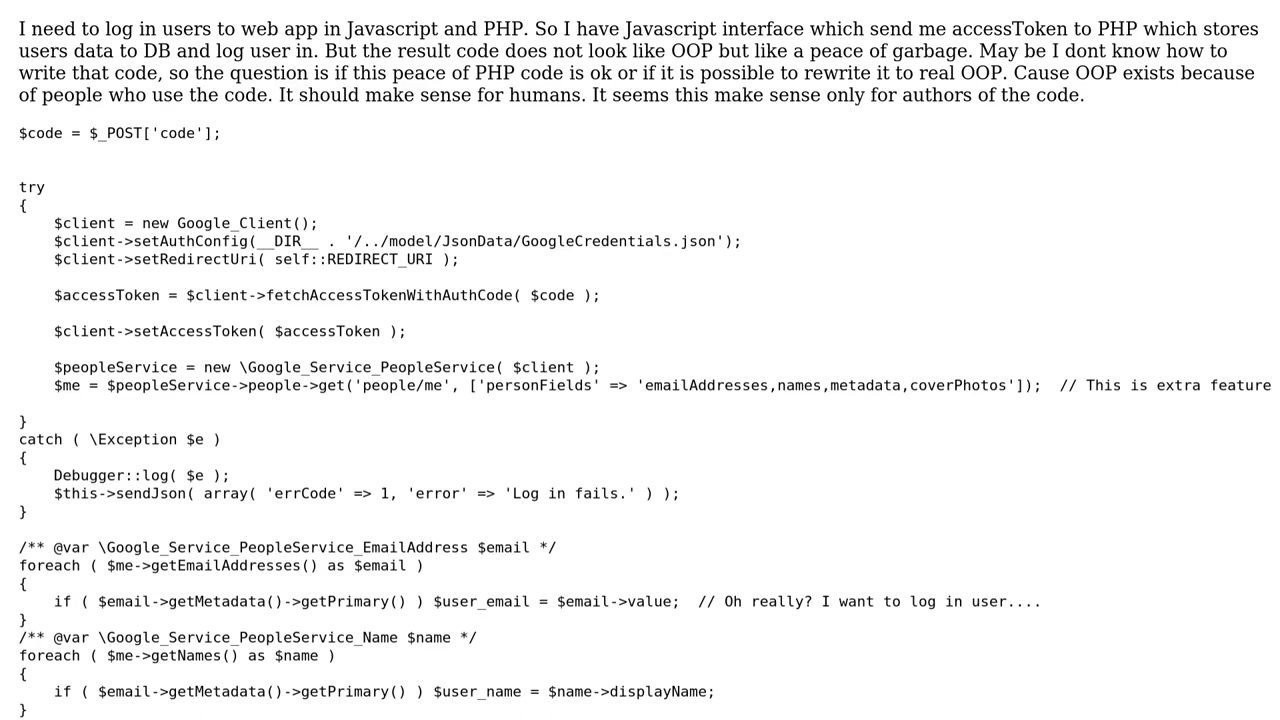 I need to log in users to web app in Javascript and PHP. So I have Javascript interface which send me accessToken to PHP which stores
users data to DB and log user in. But the result code does not look like OOP but like a peace of garbage. May be I dont know how to
write that code, so the question is if this peace of PHP code is ok or if it is possible to rewrite it to real OOP. Cause OOP exists because
of people who use the code. It should make sense for humans. It seems this make sense only for authors of the code.
$code = $_POST['code'];
try
{
    $client = new Google_Client();
    $client->setAuthConfig(__DIR__ . '/../model/JsonData/GoogleCredentials.json');
    $client->setRedirectUri( self::REDIRECT_URI );
    $accessToken = $client->fetchAccessTokenWithAuthCode( $code );
    $client->setAccessToken( $accessToken );
    $peopleService = new \Google_Service_PeopleService( $client );
    $me = $peopleService->people->get('people/me', ['personFields' => 'emailAddresses,names,metadata,coverPhotos']);  // This is extra feature
}
catch ( \Exception $e )
{
    Debugger::log( $e );
    $this->sendJson( array( 'errCode' => 1, 'error' => 'Log in fails.' ) );
}
/** @var \Google_Service_PeopleService_EmailAddress $email */
foreach ( $me->getEmailAddresses() as $email )
{
    if ( $email->getMetadata()->getPrimary() ) $user_email = $email->value;  // Oh really? I want to log in user....
}
/** @var \Google_Service_PeopleService_Name $name */
foreach ( $me->getNames() as $name )
{
    if ( $email->getMetadata()->getPrimary() ) $user_name = $name->displayName;
}